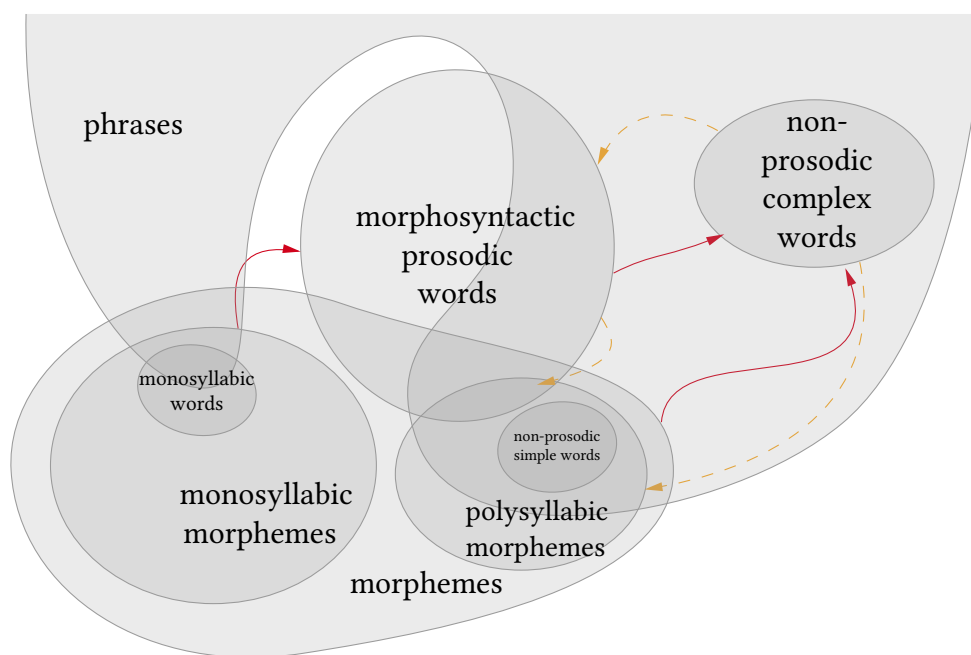 phrases
non-
prosodic
complex
words
morphosyntactic
prosodic
words
monosyllabic
words
non-prosodic
simple words
monosyllabic
morphemes
polysyllabic
morphemes
morphemes